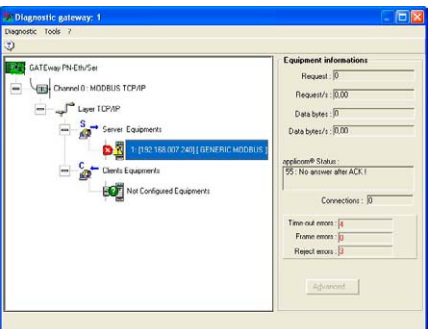 Diagnostic gateway: 1
Diagnostic Tools ?
GATEway PN-Eth/Ser
Channel 0 : MODBUS TCP/IP
Layer TCP/IP
S
Server Equipments
1: [192.168.007.240] [ GENERIC MODBUS ]
C
Clients Equipments
Not Configured Equipments
Equipment informations
Request : 0
Request/s : 0,00
Data bytes : 0
Data bytes/s : 0,00
applicom® Status :
55 : No answer after ACK !
Connections : 0
Time out errors : 4
Frame errors : 0
Reject errors : 3
Advanced...